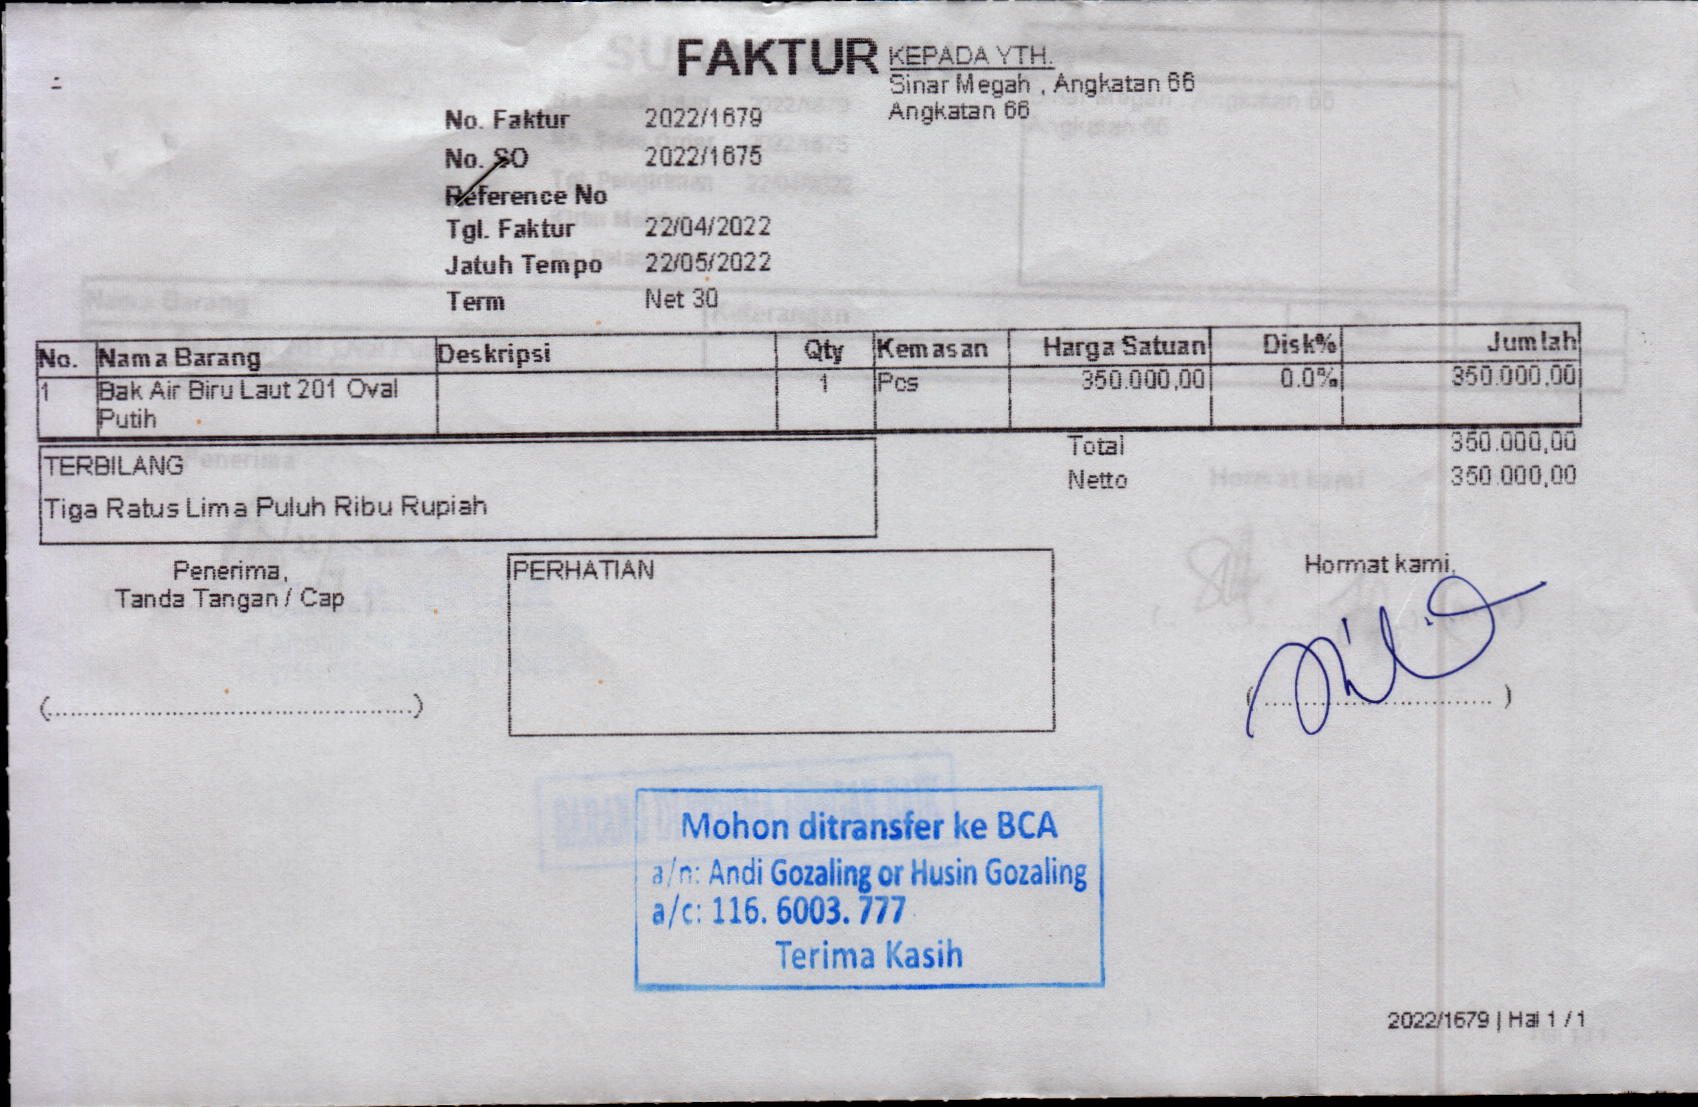 FAKTUR
KEPADA YTH.
Sinar Megah , Angkatan 66
Angkatan 66
No. Faktur 2022/1679
No. SO 2022/1675
Reference No
Tgl. Faktur 22/04/2022
Jatuh Tempo 22/05/2022
Term Net 30
No. Nama Barang Deskripsi Qty Kemasan Harga Satuan Disk% Jumlah
1 Bak Air Biru Laut 201 Oval 1 Pcs 350.000,00 0.0% 350.000,00
Putih
Total 350.000,00
TERBILANG
Netto 350.000,00
Tiga Ratus Lima Puluh Ribu Rupiah
Penerima,
Tanda Tangan / Cap
(................................................)
PERHATIAN
Hormat kami,
( ................................ )
Mohon ditransfer ke BCA
a/n: Andi Gozaling or Husin Gozaling
a/c: 116. 6003. 777
Terima Kasih
2022/1679 | Hal 1 / 1